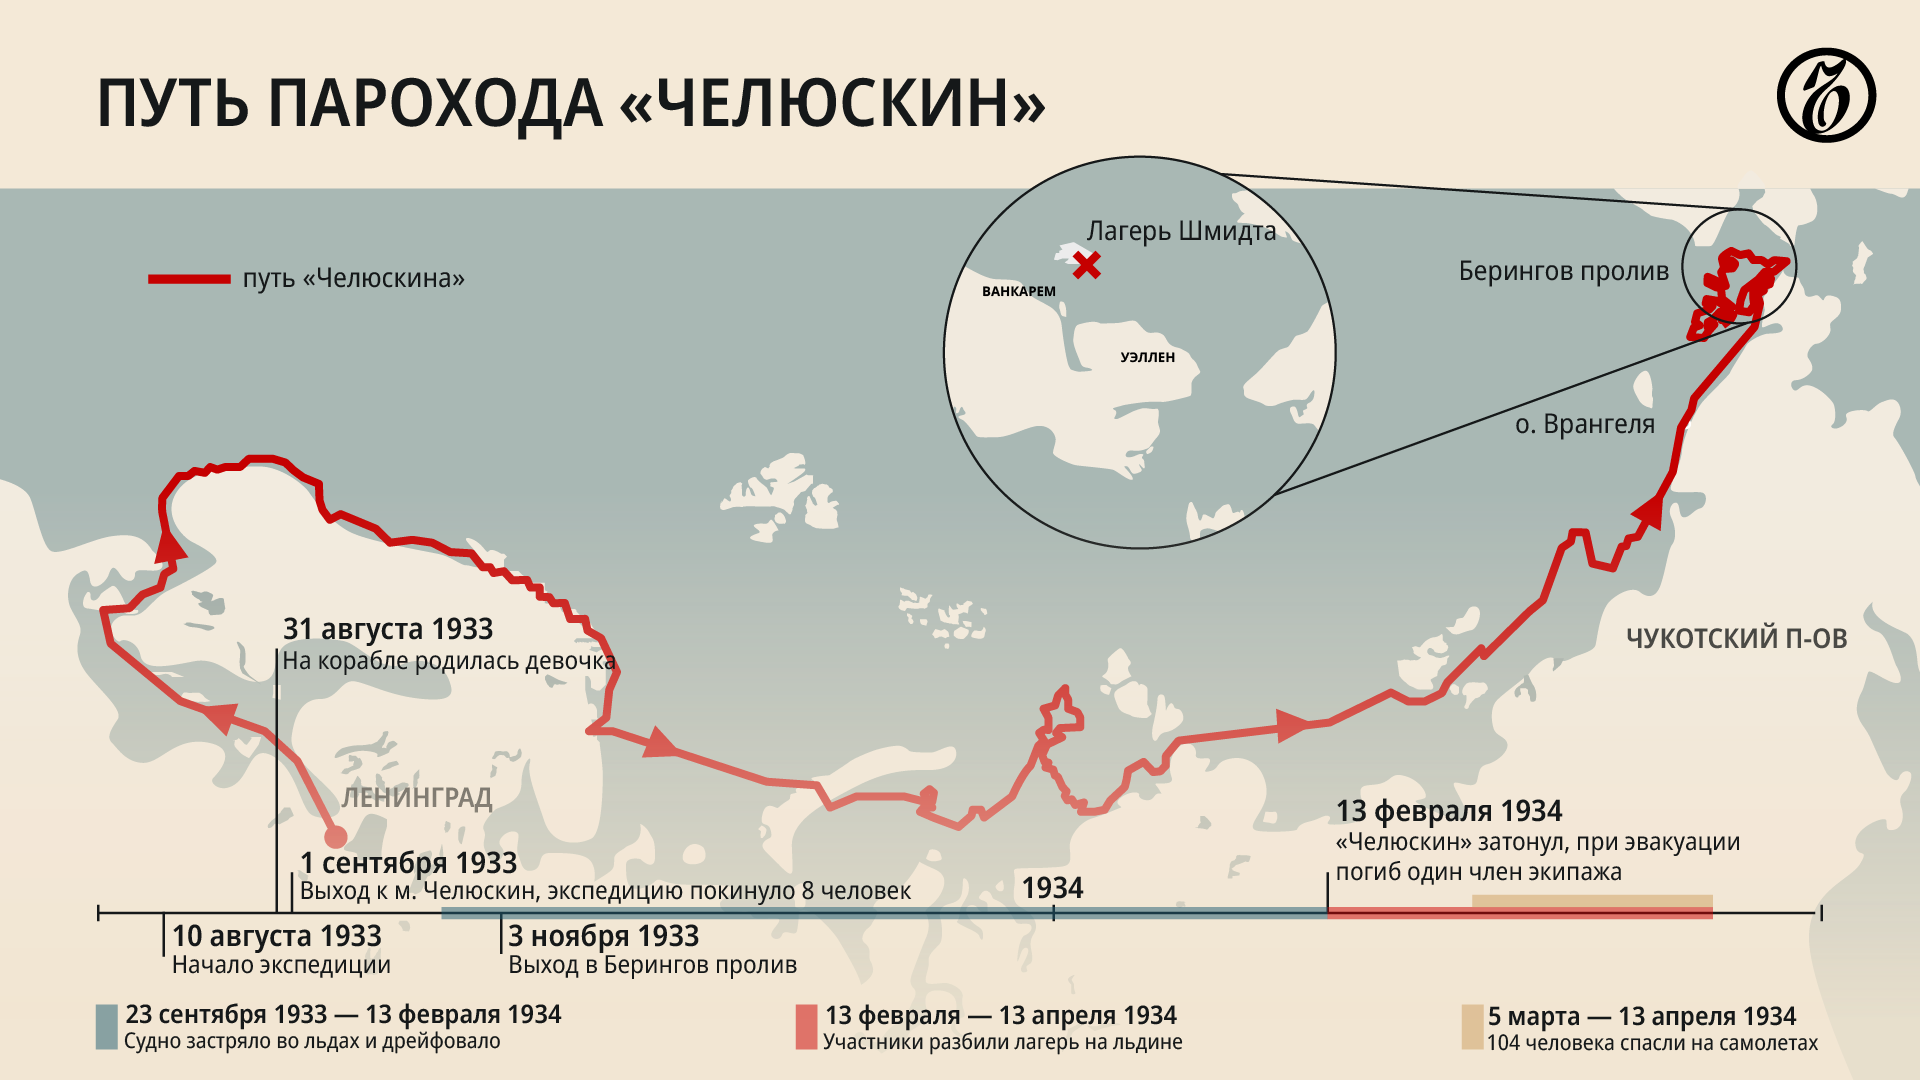 ПУТЬ ПАРОХОДА «ЧЕЛЮСКИН»
ъ
путь «Челюскина»
Лагерь Шмидта
ВАНКАРЕМ
УЭЛЛЕН
Берингов пролив
о. Врангеля
ЧУКОТСКИЙ П-ОВ
31 августа 1933
На корабле родилась девочка
ЛЕНИНГРАД
1 сентября 1933
Выход к м. Челюскин, экспедицию покинуло 8 человек
1934
13 февраля 1934
«Челюскин» затонул, при эвакуации
погиб один член экипажа
10 августа 1933
Начало экспедиции
3 ноября 1933
Выход в Берингов пролив
23 сентября 1933 — 13 февраля 1934
Судно застряло во льдах и дрейфовало
13 февраля — 13 апреля 1934
Участники разбили лагерь на льдине
5 марта — 13 апреля 1934
104 человека спасли на самолетах